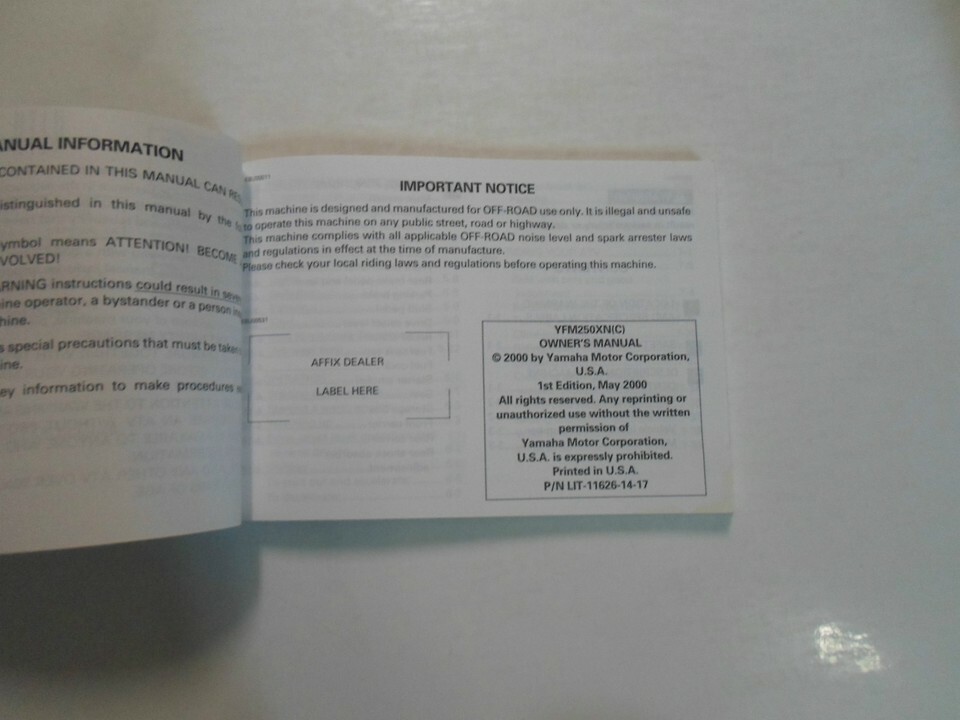 ANUAL INFORMATION
CONTAINED IN THIS MANUAL CAN
istinguished in this manual by the
ymbol means ATTENTION! BECOME
VOLVED!
RNING instructions could result in seve
ine operator, a bystander or a person
hine.
s special precautions that must be taken
ine.
ey information to make procedures
IMPORTANT NOTICE
This machine is designed and manufactured for OFF-ROAD use only. It is illegal and unsafe
to operate this machine on any public street, road or highway.
This machine complies with all applicable OFF-ROAD noise level and spark arrester laws
and regulations in effect at the time of manufacture.
Please check your local riding laws and regulations before operating this machine.
AFFIX DEALER
LABEL HERE
YFM250XN(C)
OWNER'S MANUAL
© 2000 by Yamaha Motor Corporation,
U.S.A.
1st Edition, May 2000
All rights reserved. Any reprinting or
unauthorized use without the written
permission of
Yamaha Motor Corporation,
U.S.A. is expressly prohibited.
Printed in U.S.A.
P/N LIT-11626-14-17